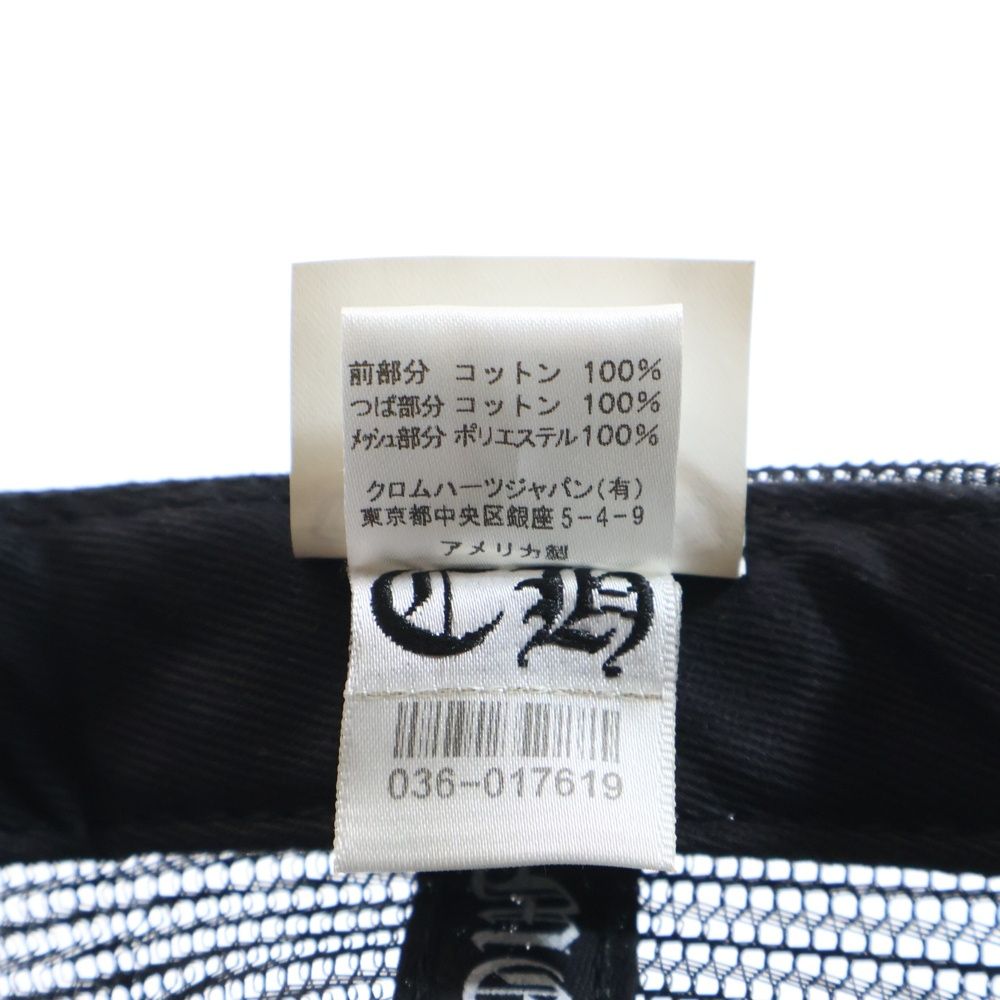 前部分 コットン 100%
つば部分 コットン 100%
メッシュ部分 ポリエステル 100%
クロムハーツジャパン(有)
東京都中央区銀座5-4-9
アメリカ製
CH
036-017619